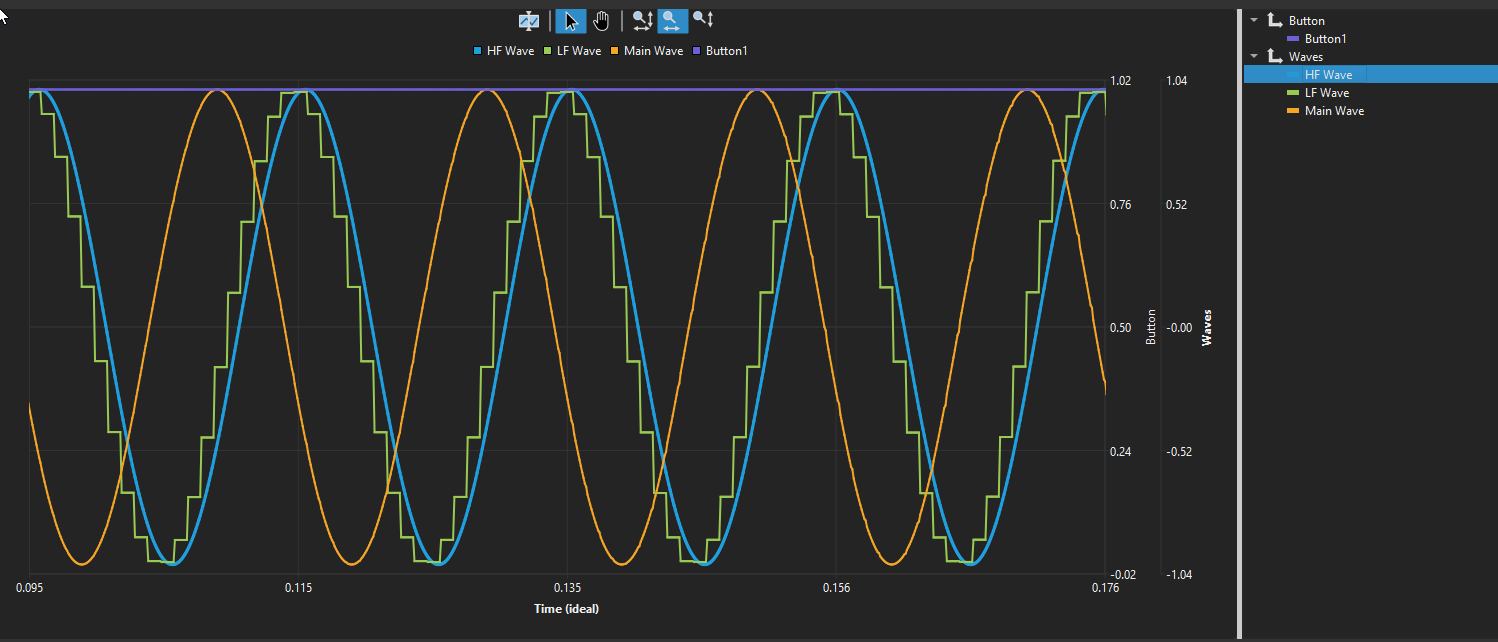 HF Wave LF Wave Main Wave Button1
1.02 1.04
0.76 0.52
0.50 -0.00
0.24 -0.52
-0.02 -1.04
Button
Waves
0.095 0.115 0.135 0.156 0.176
Time (ideal)
Button
Button1
Waves
HF Wave
LF Wave
Main Wave